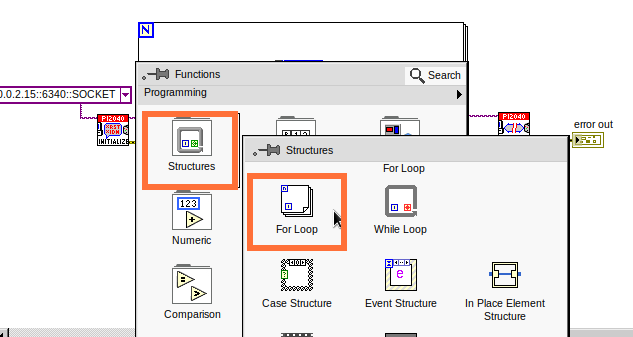 N
Functions
Search
Programming
0.0.2.15::6340::SOCKET
PI2040
INITIALIZE
PI2040
error out
Structures
Structures
For Loop
123
Numeric
For Loop
While Loop
Comparison
Case Structure
Event Structure
In Place Element
Structure